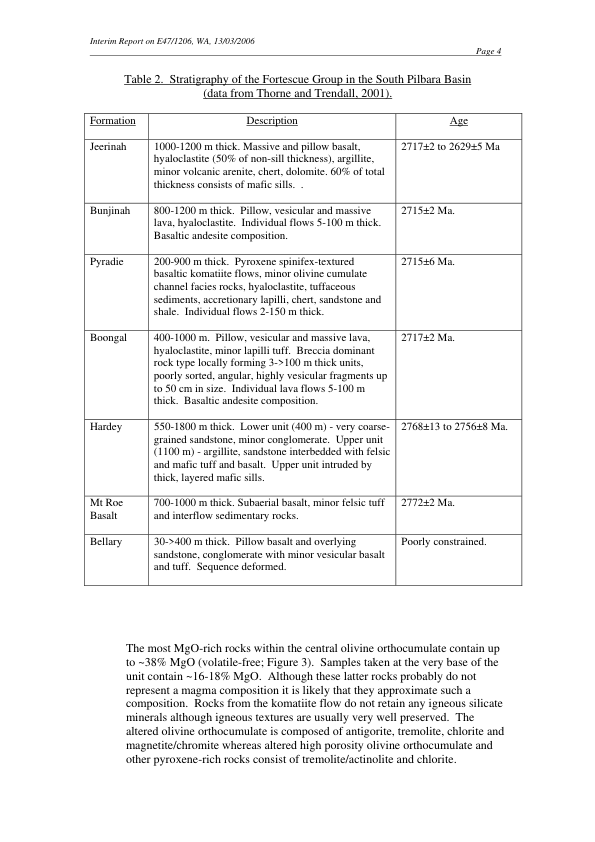 Interim Report on E47/1206, WA, 13/03/2006
Page 4
Table 2.  Stratigraphy of the Fortescue Group in the South Pilbara Basin
(data from Thorne and Trendall, 2001).
Formation
Description
Age
Jeerinah
1000-1200 m thick. Massive and pillow basalt,
hyaloclastite (50% of non-sill thickness), argillite,
minor volcanic arenite, chert, dolomite. 60% of total
thickness consists of mafic sills.  .
2717±2 to 2629±5 Ma
Bunjinah
800-1200 m thick.  Pillow, vesicular and massive
lava, hyaloclastite.  Individual flows 5-100 m thick.
Basaltic andesite composition.
2715±2 Ma.
Pyradie
200-900 m thick.  Pyroxene spinifex-textured
basaltic komatiite flows, minor olivine cumulate
channel facies rocks, hyaloclastite, tuffaceous
sediments, accretionary lapilli, chert, sandstone and
shale.  Individual flows 2-150 m thick.
2715±6 Ma.
Boongal
400-1000 m.  Pillow, vesicular and massive lava,
hyaloclastite, minor lapilli tuff.  Breccia dominant
rock type locally forming 3->100 m thick units,
poorly sorted, angular, highly vesicular fragments up
to 50 cm in size.  Individual lava flows 5-100 m
thick.  Basaltic andesite composition.
2717±2 Ma.
Hardey
550-1800 m thick.  Lower unit (400 m) - very coarse-
grained sandstone, minor conglomerate.  Upper unit
(1100 m) - argillite, sandstone interbedded with felsic
and mafic tuff and basalt.  Upper unit intruded by
thick, layered mafic sills.
2768±13 to 2756±8 Ma.
Mt Roe
Basalt
700-1000 m thick. Subaerial basalt, minor felsic tuff
and interflow sedimentary rocks.
2772±2 Ma.
Bellary
30->400 m thick.  Pillow basalt and overlying
sandstone, conglomerate with minor vesicular basalt
and tuff.  Sequence deformed.
Poorly constrained.
The most MgO-rich rocks within the central olivine orthocumulate contain up
to ~38% MgO (volatile-free; Figure 3).  Samples taken at the very base of the
unit contain ~16-18% MgO.  Although these latter rocks probably do not
represent a magma composition it is likely that they approximate such a
composition.  Rocks from the komatiite flow do not retain any igneous silicate
minerals although igneous textures are usually very well preserved.  The
altered olivine orthocumulate is composed of antigorite, tremolite, chlorite and
magnetite/chromite whereas altered high porosity olivine orthocumulate and
other pyroxene-rich rocks consist of tremolite/actinolite and chlorite.